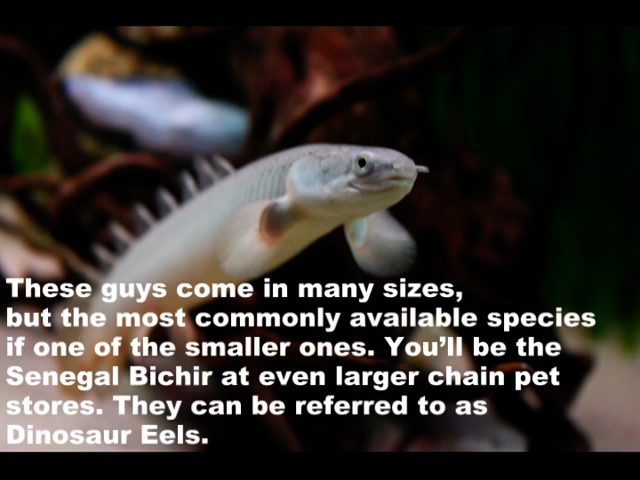 These guys come in many sizes,
but the most commonly available species
if one of the smaller ones. You’ll be the
Senegal Bichir at even larger chain pet
stores. They can be referred to as
Dinosaur Eels.